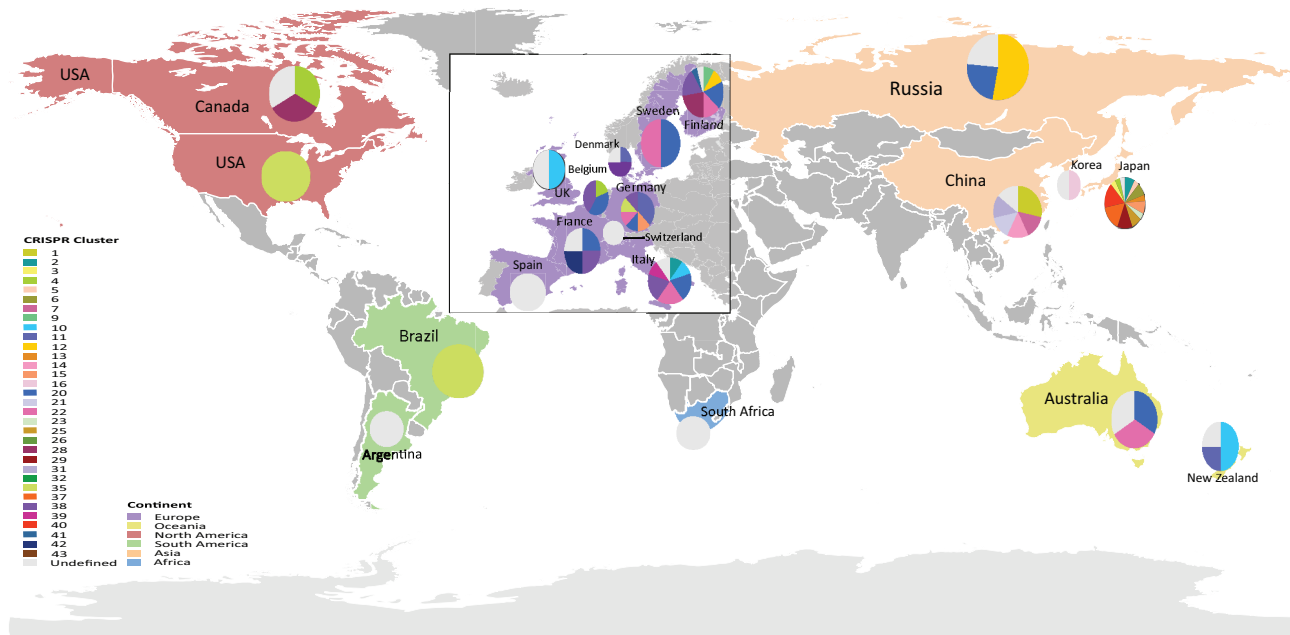 USA
Canada
USA
Russia
Sweden
Finland
Denmark
Belgium
UK
Germany
France
Switzerland
Spain
Italy
China
Korea
Japan
Brazil
Argentina
South Africa
Australia
New Zealand
CRISPR Cluster
1
2
3
4
5
6
7
9
10
11
12
13
14
15
16
20
21
22
23
25
26
28
29
31
32
35
37
38
39
40
41
42
43
Undefined
Continent
Europe
Oceania
North America
South America
Asia
Africa